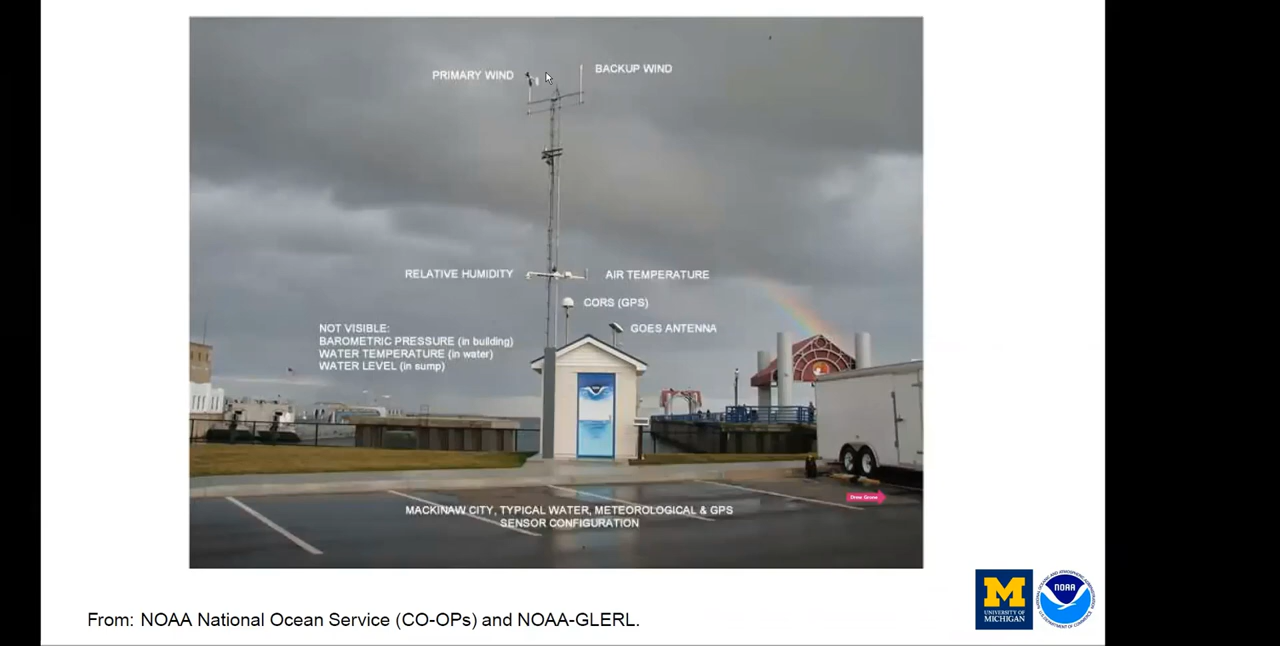 PRIMARY WIND
BACKUP WIND
RELATIVE HUMIDITY
AIR TEMPERATURE
CORS (GPS)
GOES ANTENNA
NOT VISIBLE:
BAROMETRIC PRESSURE (in building)
WATER TEMPERATURE (in water)
WATER LEVEL (in sump)
Drew Grone
MACKINAW CITY, TYPICAL WATER, METEOROLOGICAL & GPS
SENSOR CONFIGURATION
From: NOAA National Ocean Service (CO-OPs) and NOAA-GLERL.
M
UNIVERSITY OF
MICHIGAN
NOAA